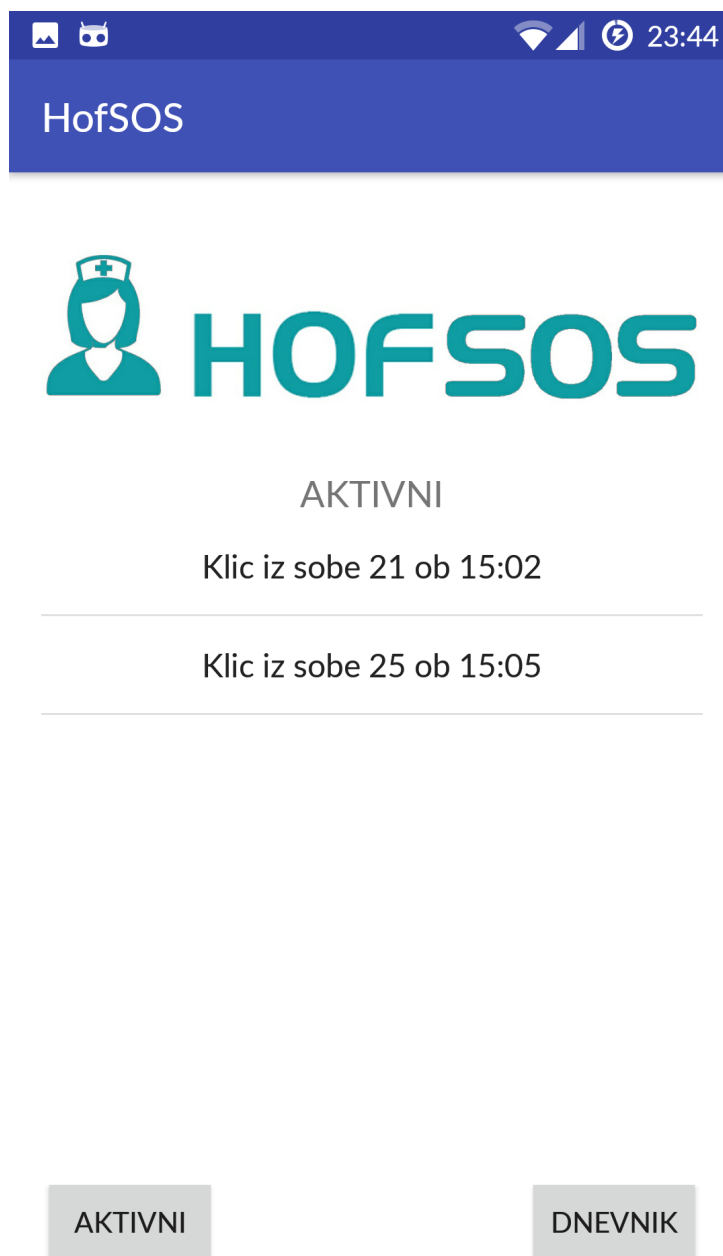 23:44
HofSOS
HOFSOS
AKTIVNI
Klic iz sobe 21 ob 15:02
Klic iz sobe 25 ob 15:05
AKTIVNI DNEVNIK